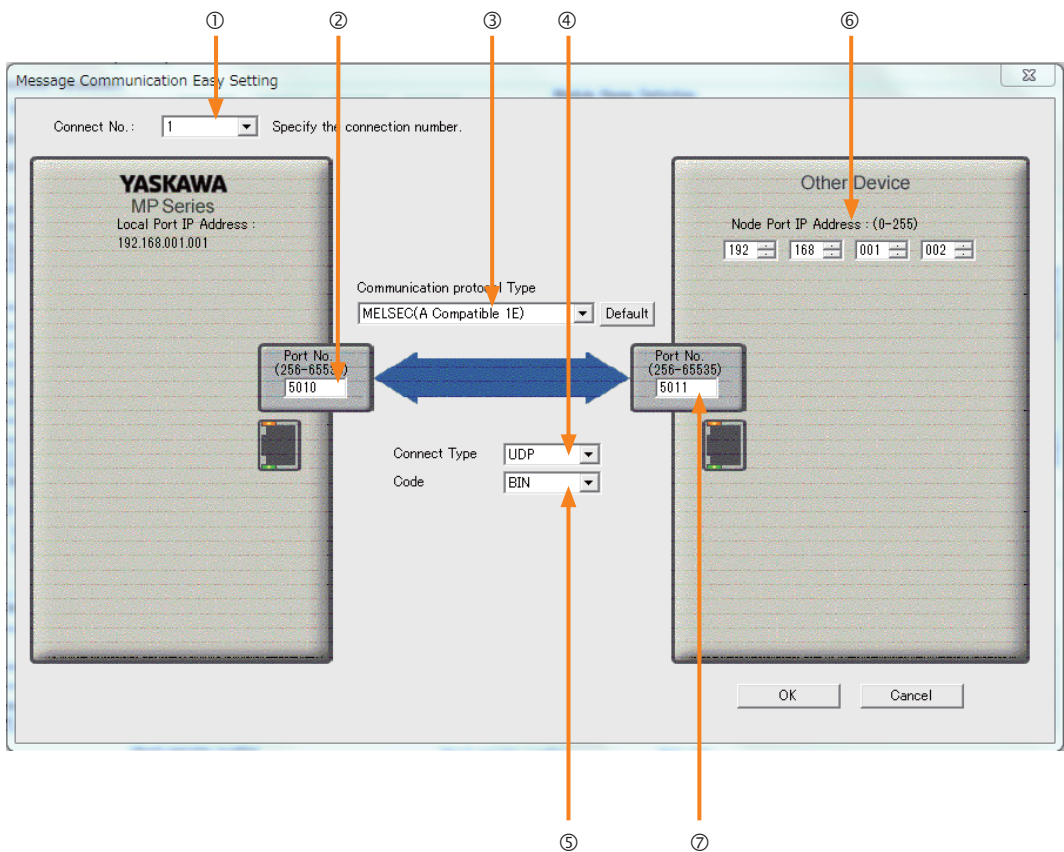 ① ② ③ ④ ⑥
Message Communication Easy Setting
Connect No. : 1 Specify the connection number.
YASKAWA
MP Series
Local Port IP Address :
192.168.001.001
Other Device
Node Port IP Address : (0-255)
192 168 001 002
Communication protocol Type
MELSEC(A Compatible 1E) Default
Port No.
(256-65535)
5010
Port No.
(256-65535)
5011
Connect Type UDP
Code BIN
OK Cancel
⑤ ⑦